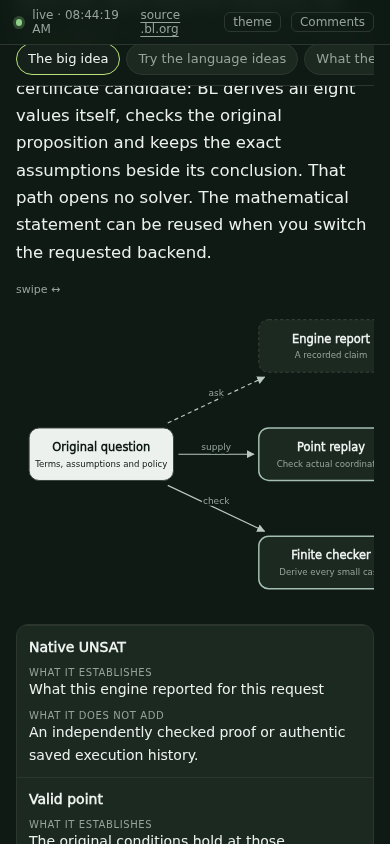 live · 08:44:19
AM
source
.bl.org
theme
Comments
The big idea
Try the language ideas
What the
certificate candidate: BL derives all eight
values itself, checks the original
proposition and keeps the exact
assumptions beside its conclusion. That
path opens no solver. The mathematical
statement can be reused when you switch
the requested backend.
swipe ↔
Engine report
A recorded claim
ask
Original question
Terms, assumptions and policy
supply
Point replay
Check actual coordinat
check
Finite checker
Derive every small cas
Native UNSAT
WHAT IT ESTABLISHES
What this engine reported for this request
WHAT IT DOES NOT ADD
An independently checked proof or authentic
saved execution history.
Valid point
WHAT IT ESTABLISHES
The original conditions hold at those